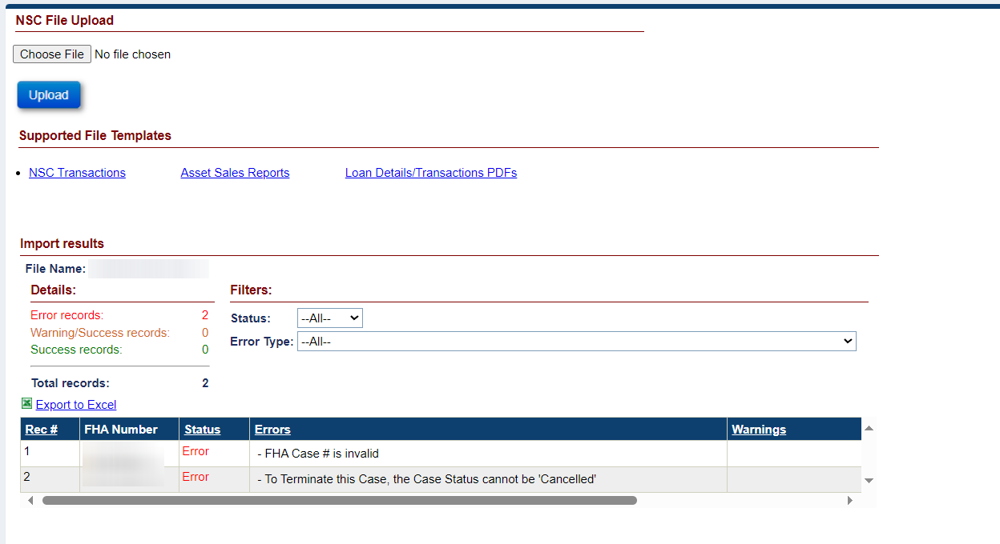 NSC File Upload
Choose File No file chosen
Upload
Supported File Templates
NSC Transactions Asset Sales Reports Loan Details/Transactions PDFs
Import results
File Name:
Details: Filters:
Error records: 2 Status: --All--
Warning/Success records: 0 Error Type: --All--
Success records: 0
Total records: 2
Export to Excel
Rec # FHA Number Status Errors Warnings
1 Error - FHA Case # is invalid
2 Error - To Terminate this Case, the Case Status cannot be 'Cancelled'